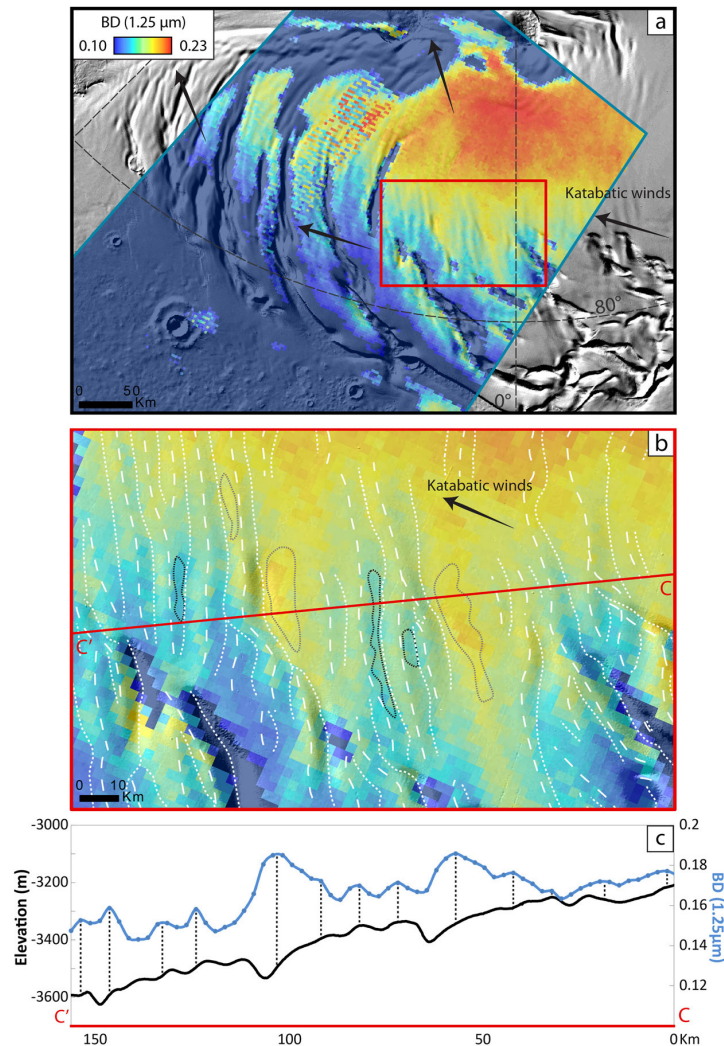 BD (1.25 μm)
0.10 0.23
a
Katabatic winds
80°
0°
0 50
Km
b
Katabatic winds
C
C'
0 10
Km
c
-3000
-3200
-3400
-3600
Elevation (m)
0.2
0.18
0.16
0.14
0.12
BD (1.25μm)
C' C
150 100 50 0 Km